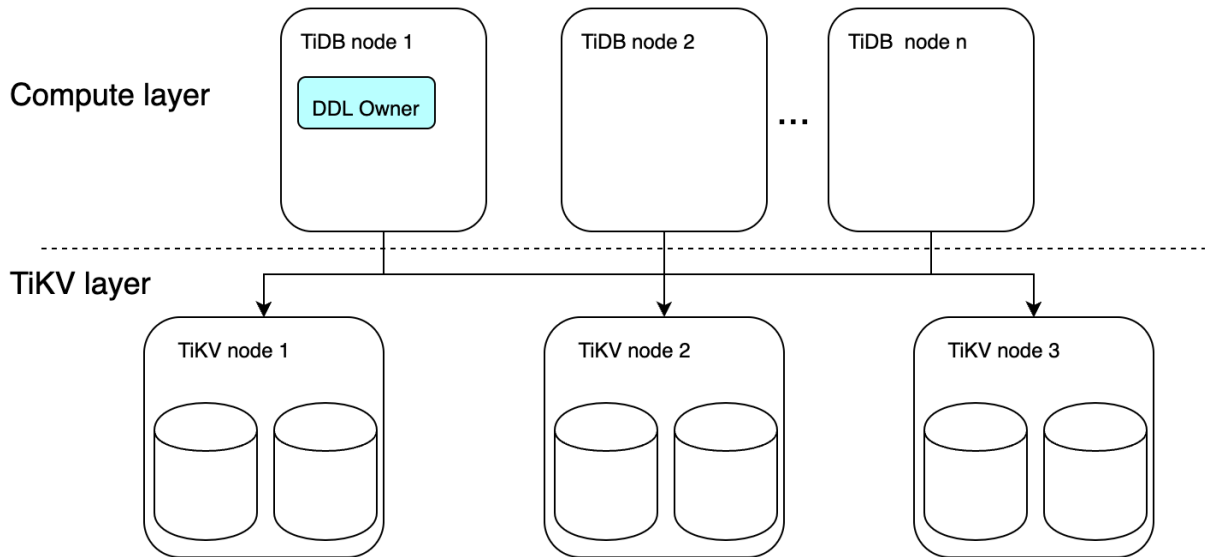 TiDB node 1
TiDB node 2
TiDB node n
Compute layer
DDL Owner
...
TiKV layer
TiKV node 1
TiKV node 2
TiKV node 3